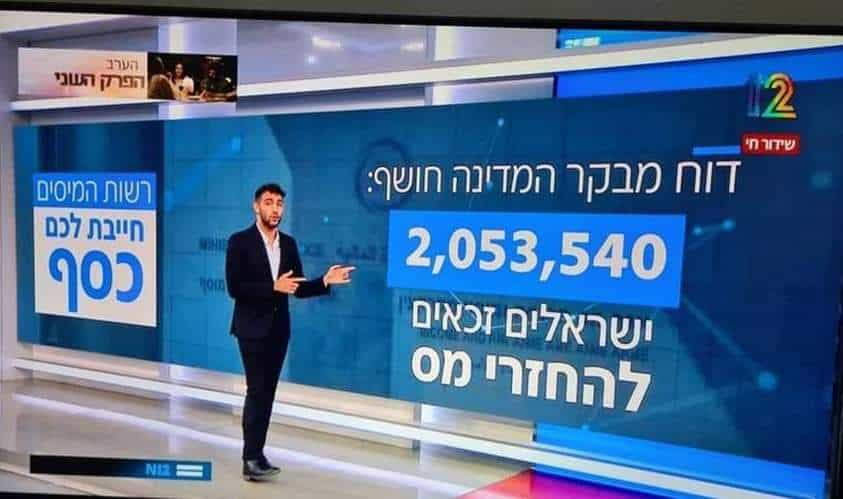 הערב
הפרק השני
12
שידור חי
דוח מבקר המדינה חושף:
2,053,540
ישראלים זכאים
להחזרי מס
רשות המיסים
חייבת לכם
כסף
N12